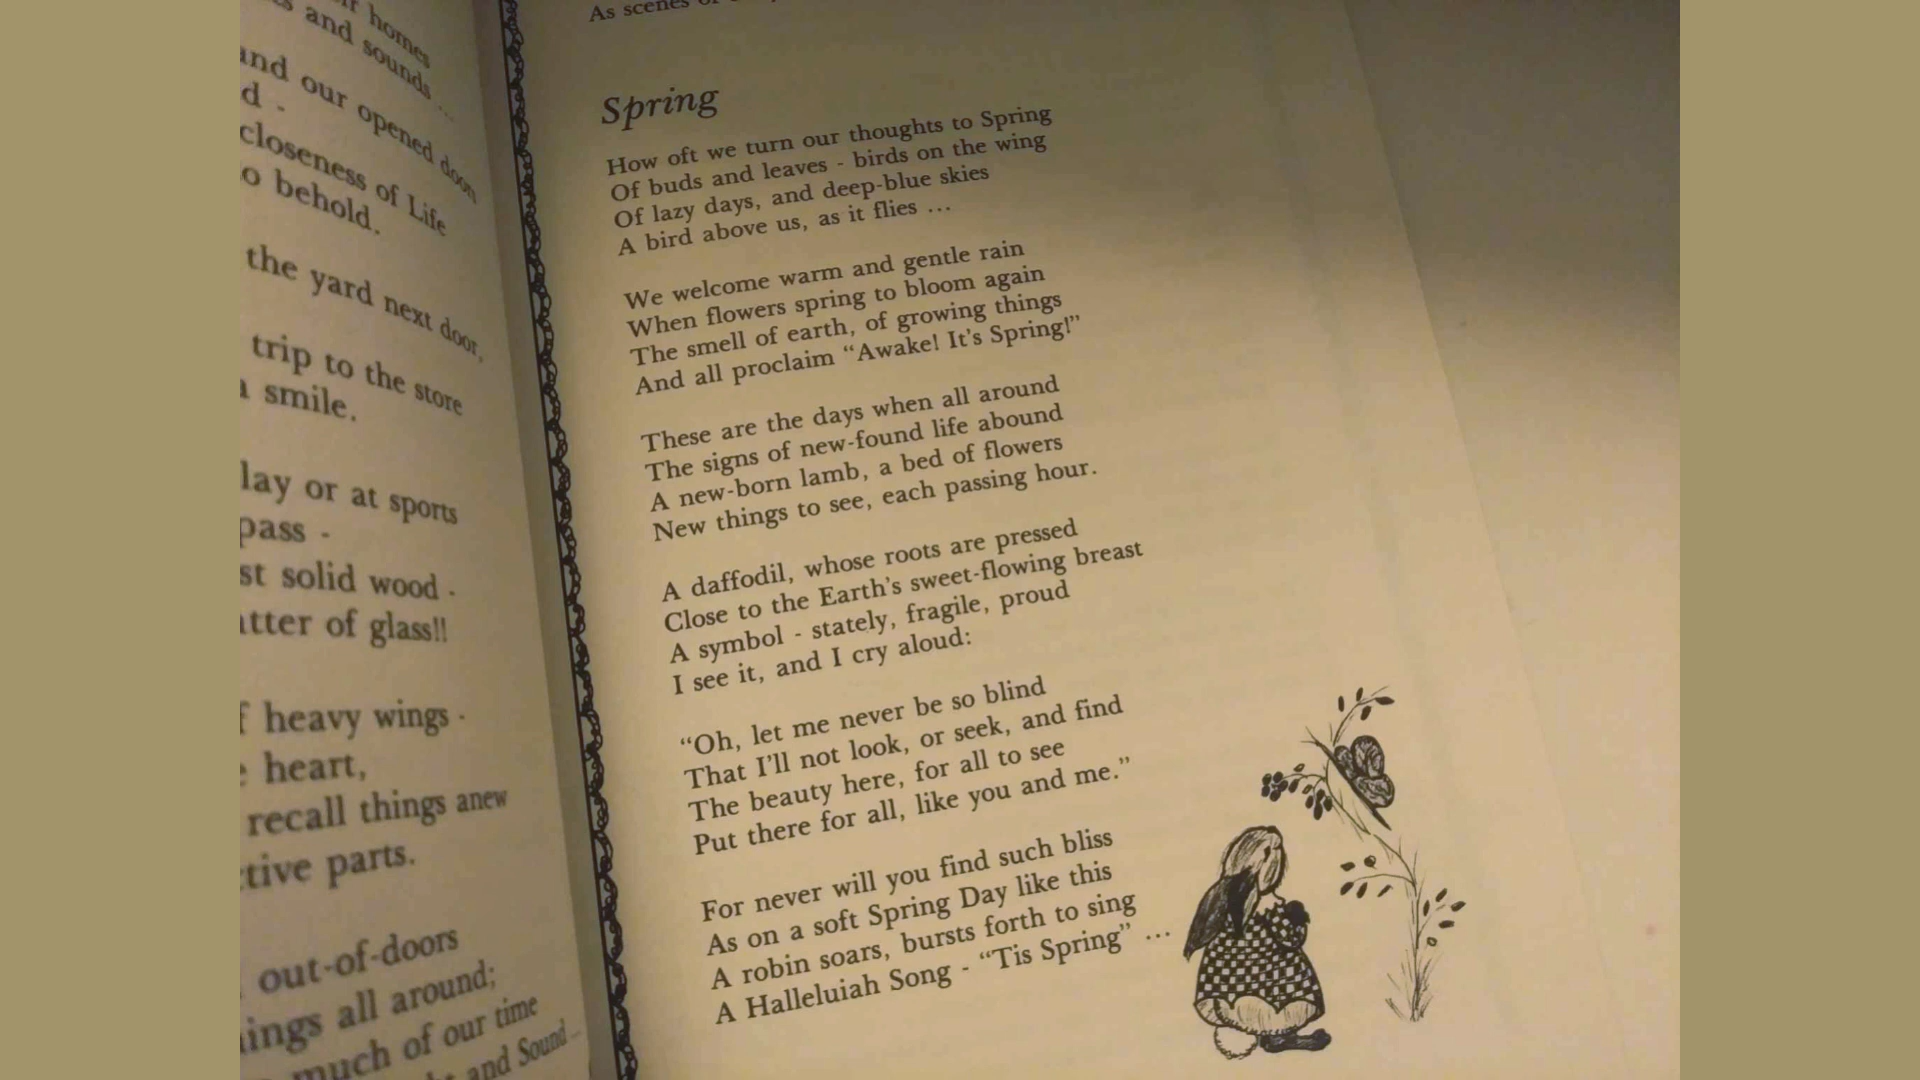 homes
and sounds ...
and our opened door
d -
closeness of Life
o behold.
the yard next door,
trip to the store
a smile.
lay or at sports
pass -
st solid wood -
tter of glass!!
f heavy wings -
e heart,
recall things anew
ctive parts.
out-of-doors
ings all around;
much of our time
and Sound -
As scenes
Spring
How oft we turn our thoughts to Spring
Of buds and leaves - birds on the wing
Of lazy days, and deep-blue skies
A bird above us, as it flies ...
We welcome warm and gentle rain
When flowers spring to bloom again
The smell of earth, of growing things
And all proclaim “Awake! It’s Spring!”
These are the days when all around
The signs of new-found life abound
A new-born lamb, a bed of flowers
New things to see, each passing hour.
A daffodil, whose roots are pressed
Close to the Earth’s sweet-flowing breast
A symbol - stately, fragile, proud
I see it, and I cry aloud:
“Oh, let me never be so blind
That I’ll not look, or seek, and find
The beauty here, for all to see
Put there for all, like you and me.”
For never will you find such bliss
As on a soft Spring Day like this
A robin soars, bursts forth to sing
A Halleluiah Song - “Tis Spring” ...